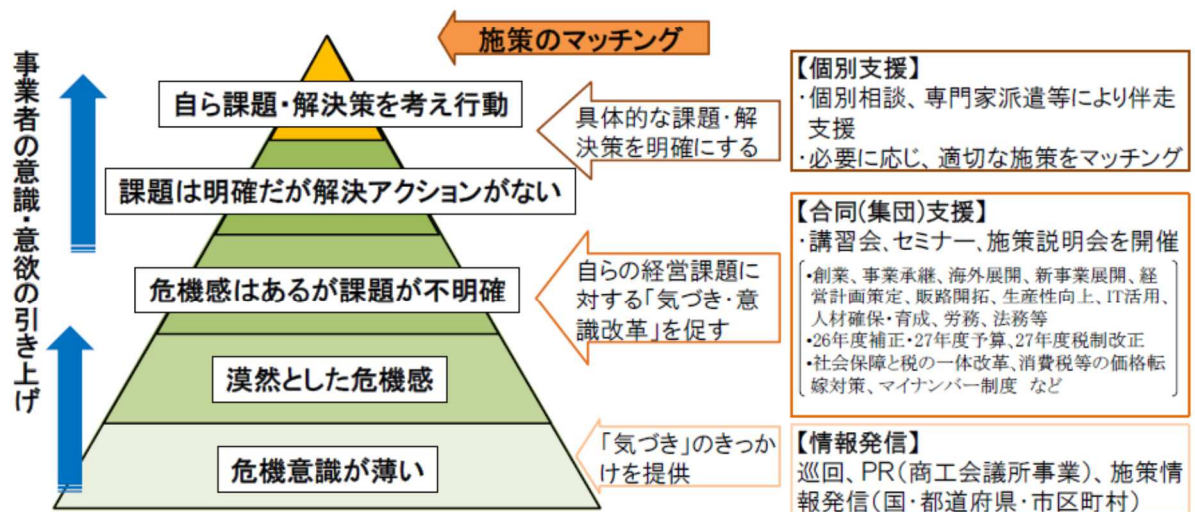 施策のマッチング
事業者の意識・意欲の引き上げ
自ら課題・解決策を考え行動
課題は明確だが解決アクションがない
危機感はあるが課題が不明確
漠然とした危機感
危機意識が薄い
具体的な課題・解
決策を明確にする
自らの経営課題に
対する「気づき・意
識改革」を促す
「気づき」のきっか
けを提供
【個別支援】
・個別相談、専門家派遣等により伴走
支援
・必要に応じ、適切な施策をマッチング
【合同(集団)支援】
・講習会、セミナー、施策説明会を開催
•創業、事業承継、海外展開、新事業展開、経
営計画策定、販路開拓、生産性向上、IT活用、
人材確保・育成、労務、法務等
•26年度補正・27年度予算、27年度税制改正
•社会保障と税の一体改革、消費税等の価格転
嫁対策、マイナンバー制度 など
【情報発信】
巡回、PR(商工会議所事業)、施策情
報発信(国・都道府県・市区町村)